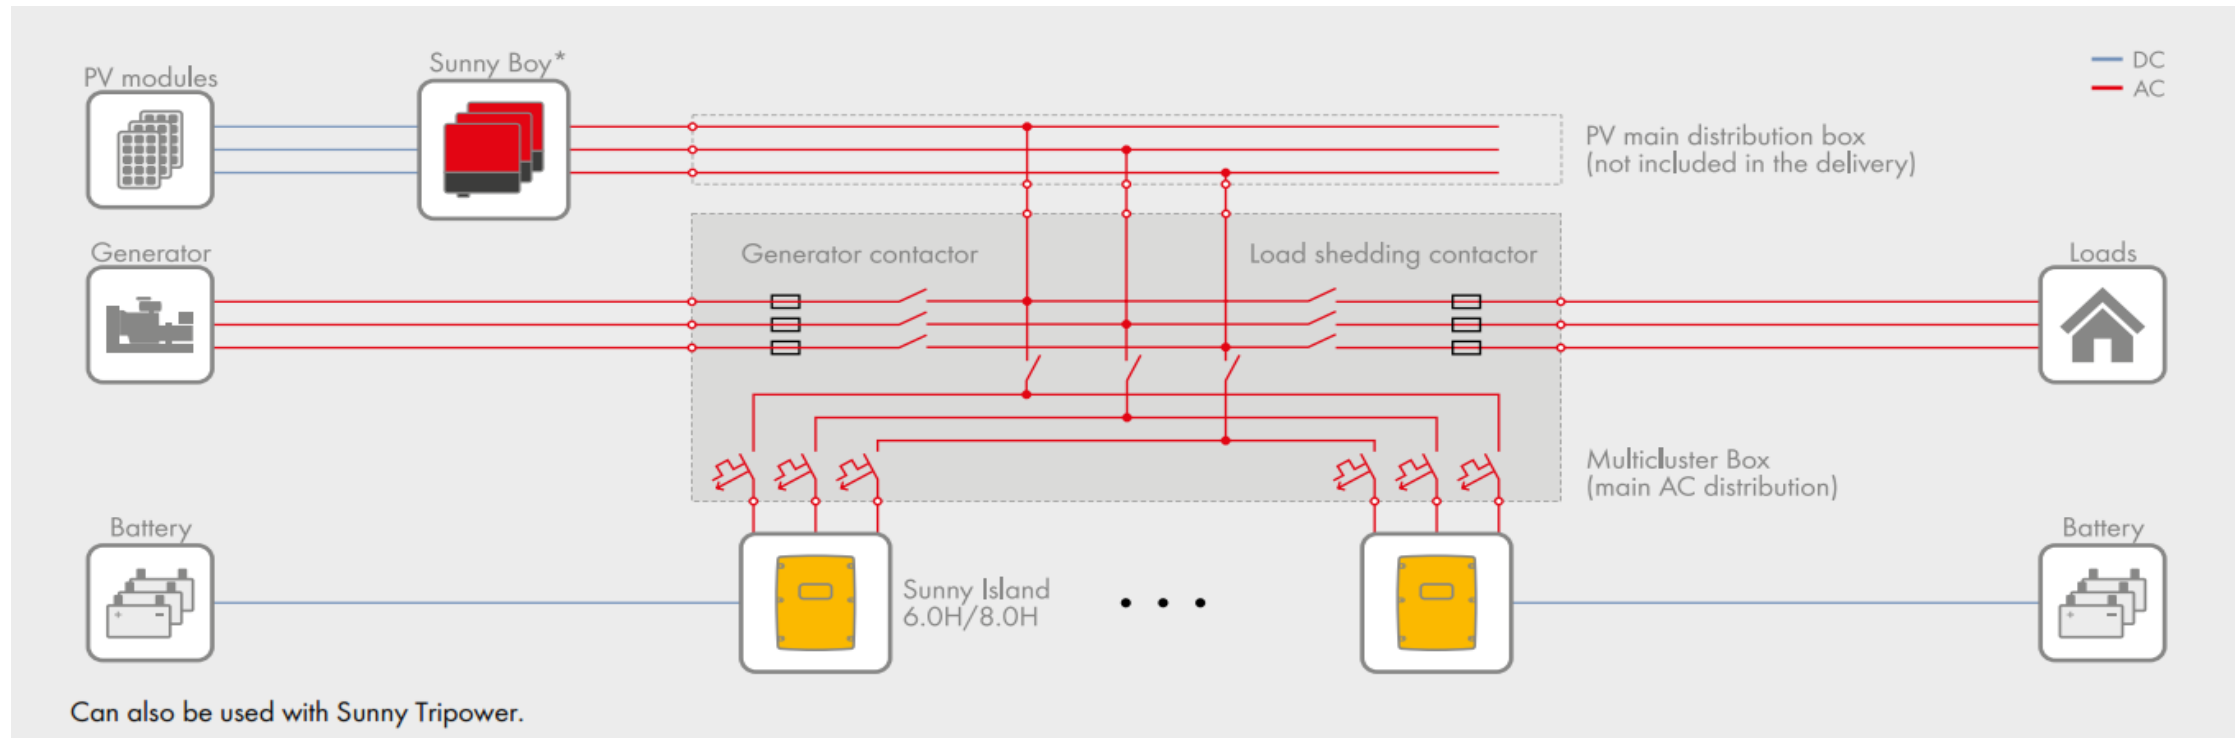 Sunny Boy*
PV modules
DC
AC
PV main distribution box
(not included in the delivery)
Generator
Generator contactor
Load shedding contactor
Loads
Multicluster Box
(main AC distribution)
Battery
Battery
Sunny Island
6.0H/8.0H
Can also be used with Sunny Tripower.